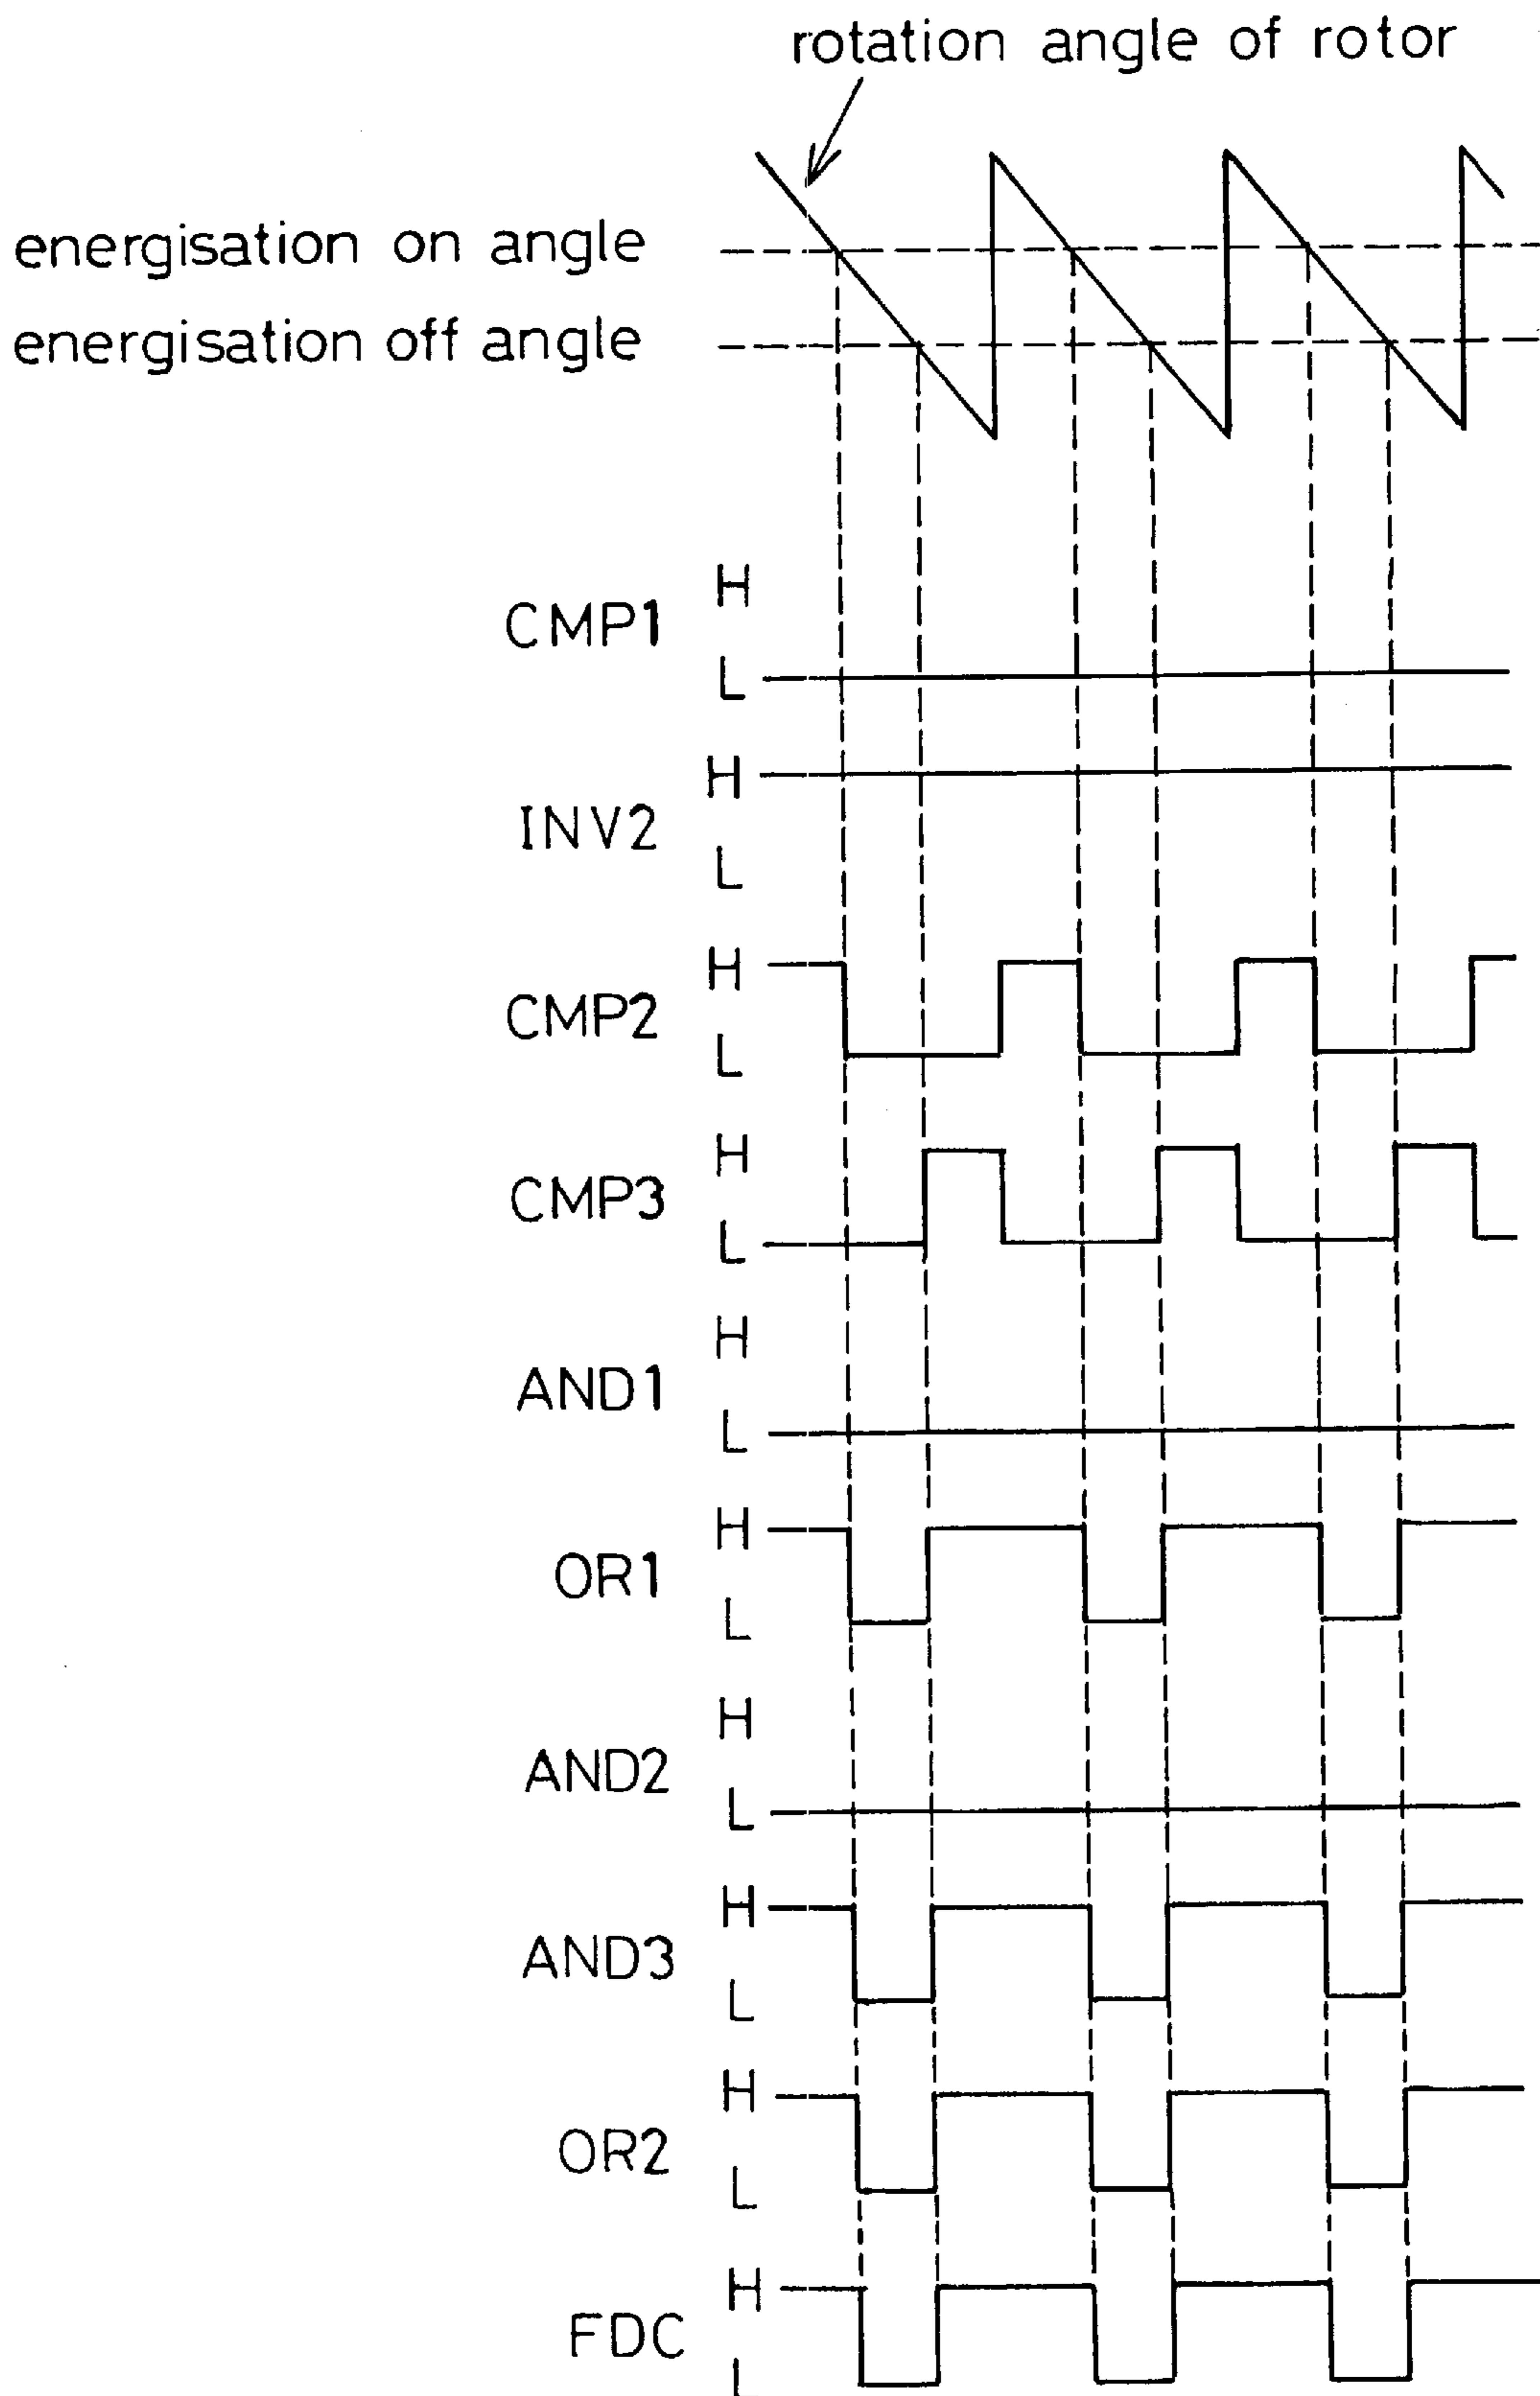 rotation angle of rotor
energisation on angle
energisation off angle
H
CMP1
L
H
INV2
L
H
CMP2
L
H
CMP3
L
H
AND1
L
H
OR1
L
H
AND2
L
H
AND3
L
H
OR2
L
H
FDC
L